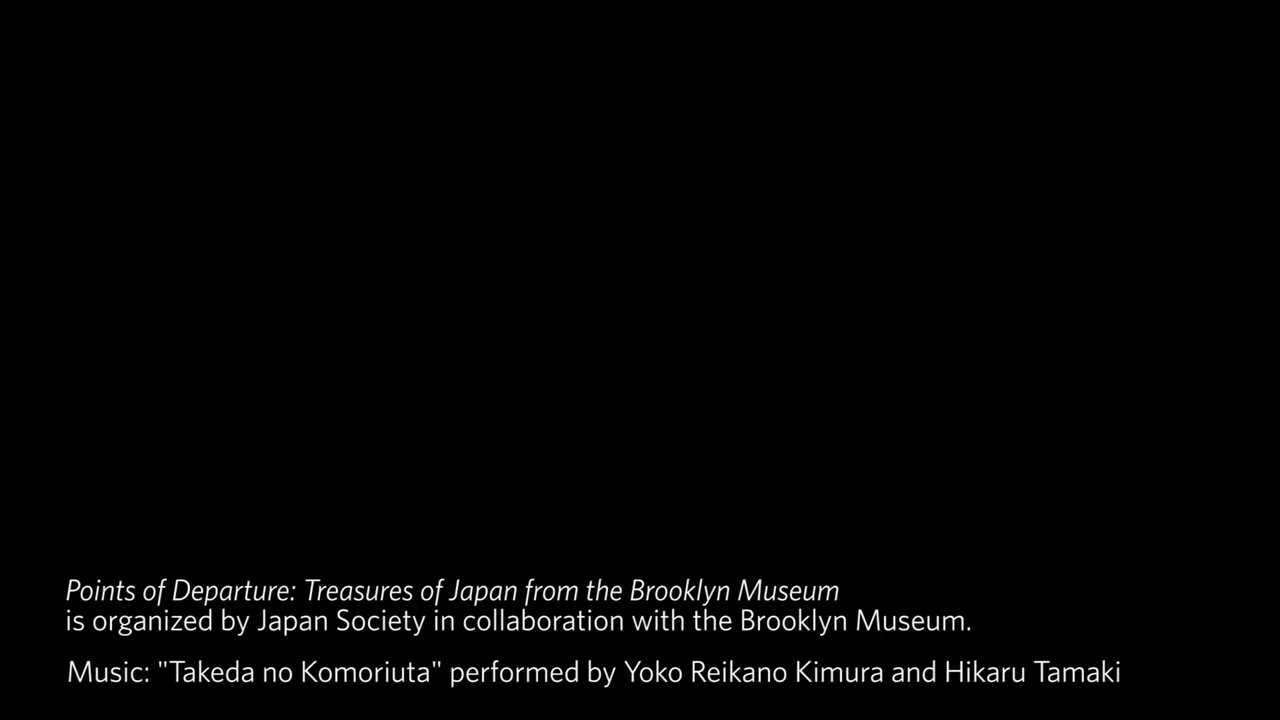 Points of Departure: Treasures of Japan from the Brooklyn Museum
is organized by Japan Society in collaboration with the Brooklyn Museum.
Music: "Takeda no Komoriuta" performed by Yoko Reikano Kimura and Hikaru Tamaki